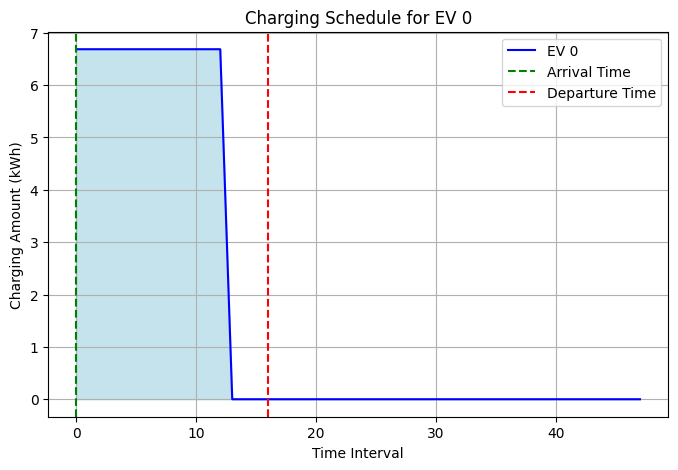 Charging Schedule for EV 0
EV 0
Arrival Time
Departure Time
Charging Amount (kWh)
7
6
5
4
3
2
1
0
0 10 20 30 40
Time Interval